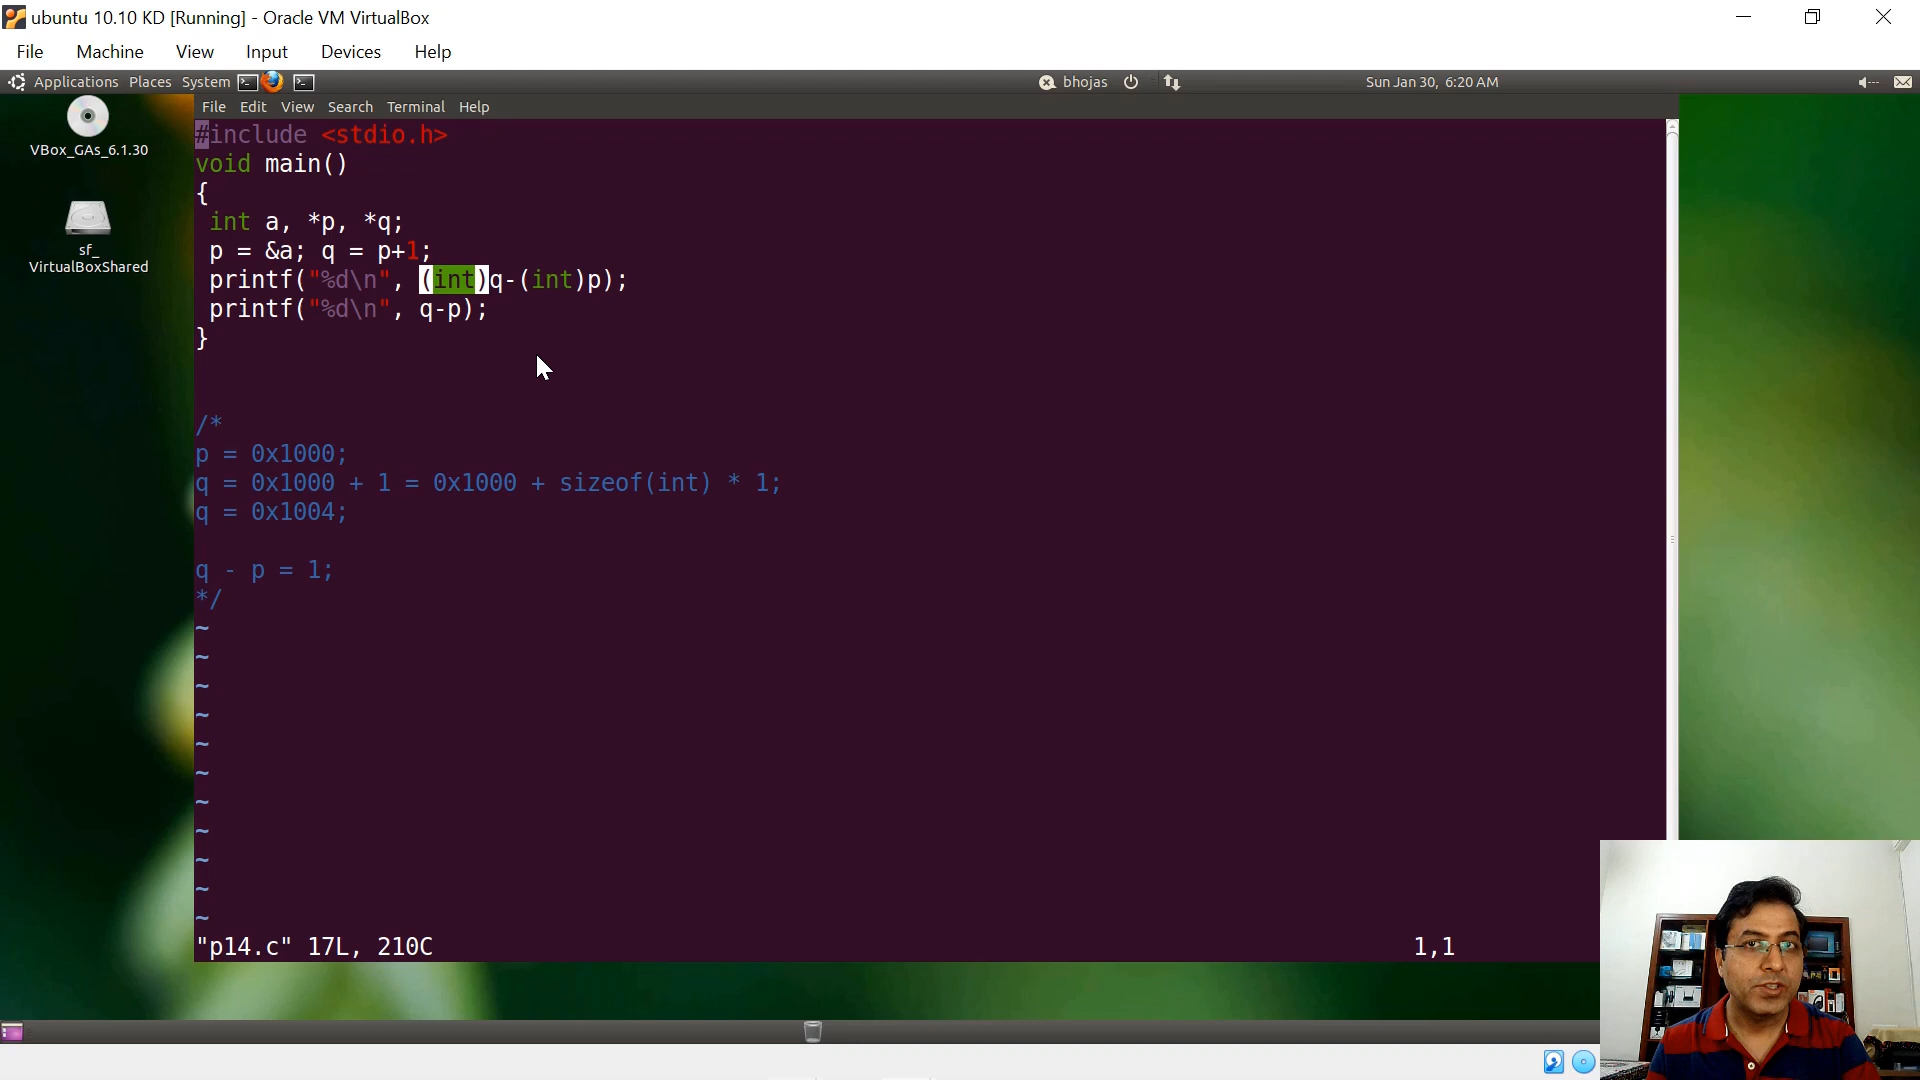 ubuntu 10.10 KD [Running] - Oracle VM VirtualBox
File Machine View Input Devices Help
Applications Places System bhojas Sun Jan 30, 6:20 AM
File Edit View Search Terminal Help
VBox_GAs_6.1.30
sf_
VirtualBoxShared
#include <stdio.h>
void main()
{
int a, *p, *q;
p = &a; q = p+1;
printf("%d\n", (int)q-(int)p);
printf("%d\n", q-p);
}
/*
p = 0x1000;
q = 0x1000 + 1 = 0x1000 + sizeof(int) * 1;
q = 0x1004;
q - p = 1;
*/
~
~
~
~
~
~
~
~
~
~
~
"p14.c" 17L, 210C 1,1